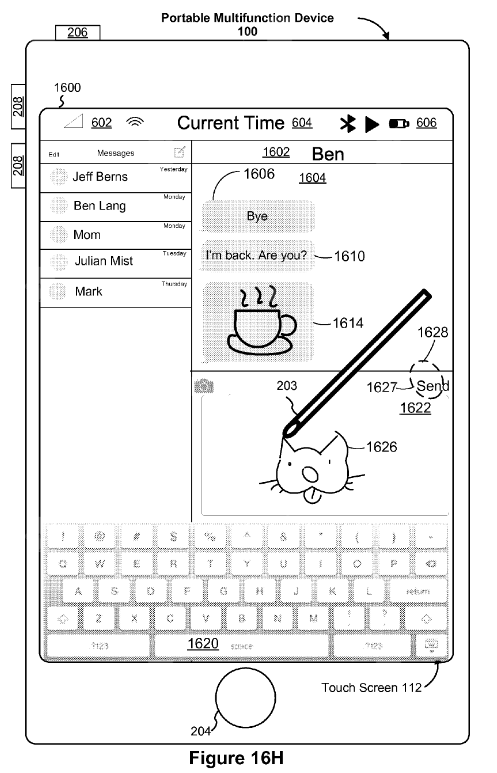 Portable Multifunction Device
100
206
208
208
1600
602 Current Time 604 606
Edit Messages
1602 Ben
Jeff Berns Yesterday
Ben Lang Monday
Mom Monday
Julian Mist Tuesday
Mark Thursday
1606
1604
Bye
I'm back. Are you? 1610
1614
1628
203
1627 Send
1622
1626
! @ # $ % ^ & * ( ) -
Q W E R T Y U I O P
A S D F G H J K L return
Z X C V B N M ! ?
?123 1620 space ?123
Touch Screen 112
204
Figure 16H